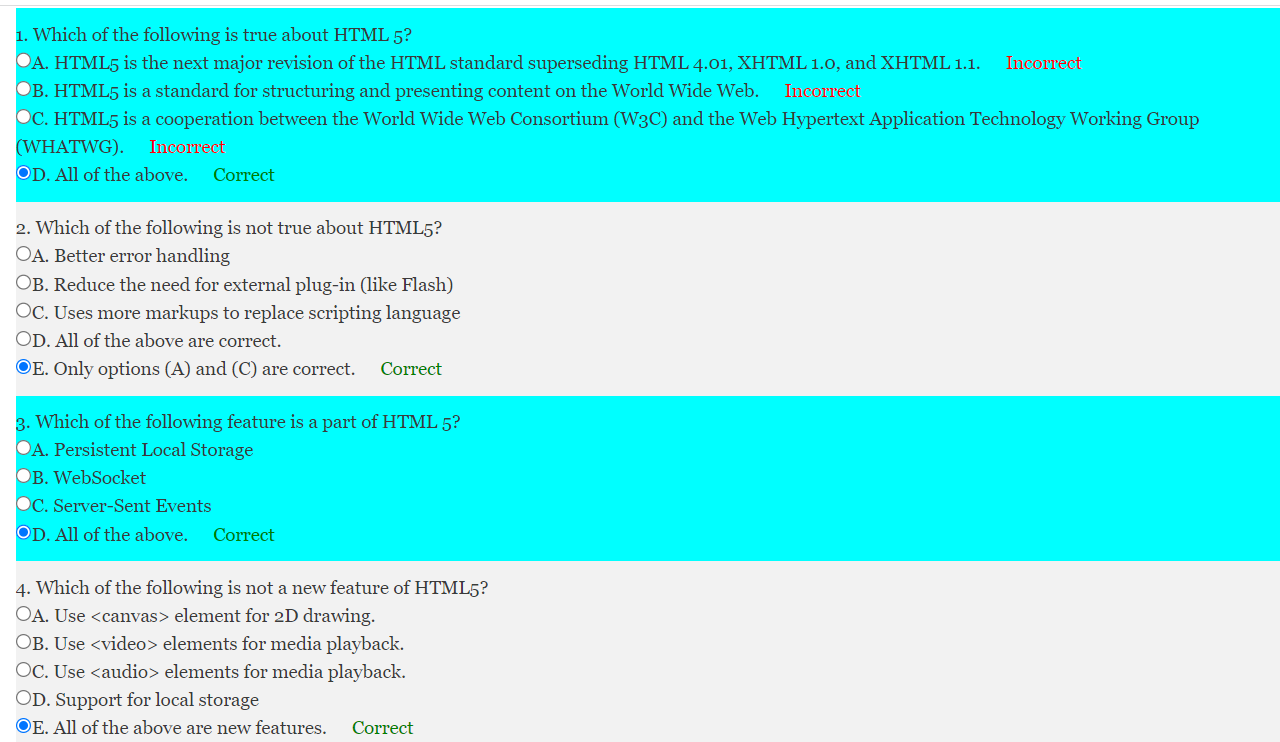 1. Which of the following is true about HTML 5?
A. HTML5 is the next major revision of the HTML standard superseding HTML 4.01, XHTML 1.0, and XHTML 1.1. Incorrect
B. HTML5 is a standard for structuring and presenting content on the World Wide Web. Incorrect
C. HTML5 is a cooperation between the World Wide Web Consortium (W3C) and the Web Hypertext Application Technology Working Group
(WHATWG). Incorrect
D. All of the above. Correct
2. Which of the following is not true about HTML5?
A. Better error handling
B. Reduce the need for external plug-in (like Flash)
C. Uses more markups to replace scripting language
D. All of the above are correct.
E. Only options (A) and (C) are correct. Correct
3. Which of the following feature is a part of HTML 5?
A. Persistent Local Storage
B. WebSocket
C. Server-Sent Events
D. All of the above. Correct
4. Which of the following is not a new feature of HTML5?
A. Use <canvas> element for 2D drawing.
B. Use <video> elements for media playback.
C. Use <audio> elements for media playback.
D. Support for local storage
E. All of the above are new features. Correct